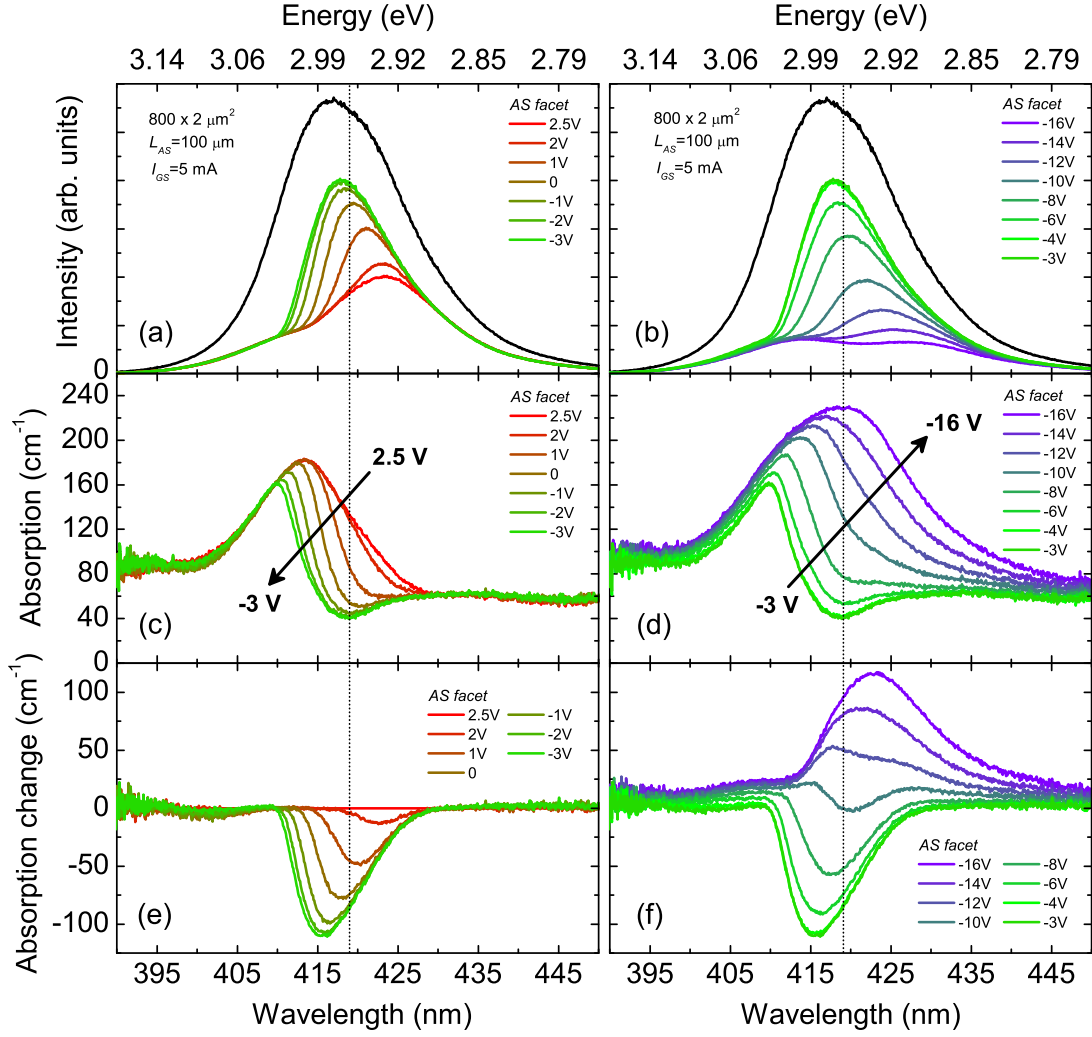 Energy (eV)
Energy (eV)
3.14 3.06 2.99 2.92 2.85 2.79
3.14 3.06 2.99 2.92 2.85 2.79
Intensity (arb. units)
800 x 2 μm²
L_AS=100 μm
I_GS=5 mA
AS facet
2.5V
2V
1V
0
-1V
-2V
-3V
(a)
0
800 x 2 μm²
L_AS=100 μm
I_GS=5 mA
AS facet
-16V
-14V
-12V
-10V
-8V
-6V
-4V
-3V
(b)
Absorption (cm⁻¹)
240
200
160
120
80
40
0
AS facet
2.5V
2V
1V
0
-1V
-2V
-3V
2.5 V
-3 V
(c)
AS facet
-16V
-14V
-12V
-10V
-8V
-6V
-4V
-3V
-16 V
-3 V
(d)
Absorption change (cm⁻¹)
100
50
0
-50
-100
AS facet
2.5V -1V
2V -2V
1V -3V
0
(e)
AS facet
-16V -8V
-14V -6V
-12V -4V
-10V -3V
(f)
395 405 415 425 435 445
395 405 415 425 435 445
Wavelength (nm)
Wavelength (nm)